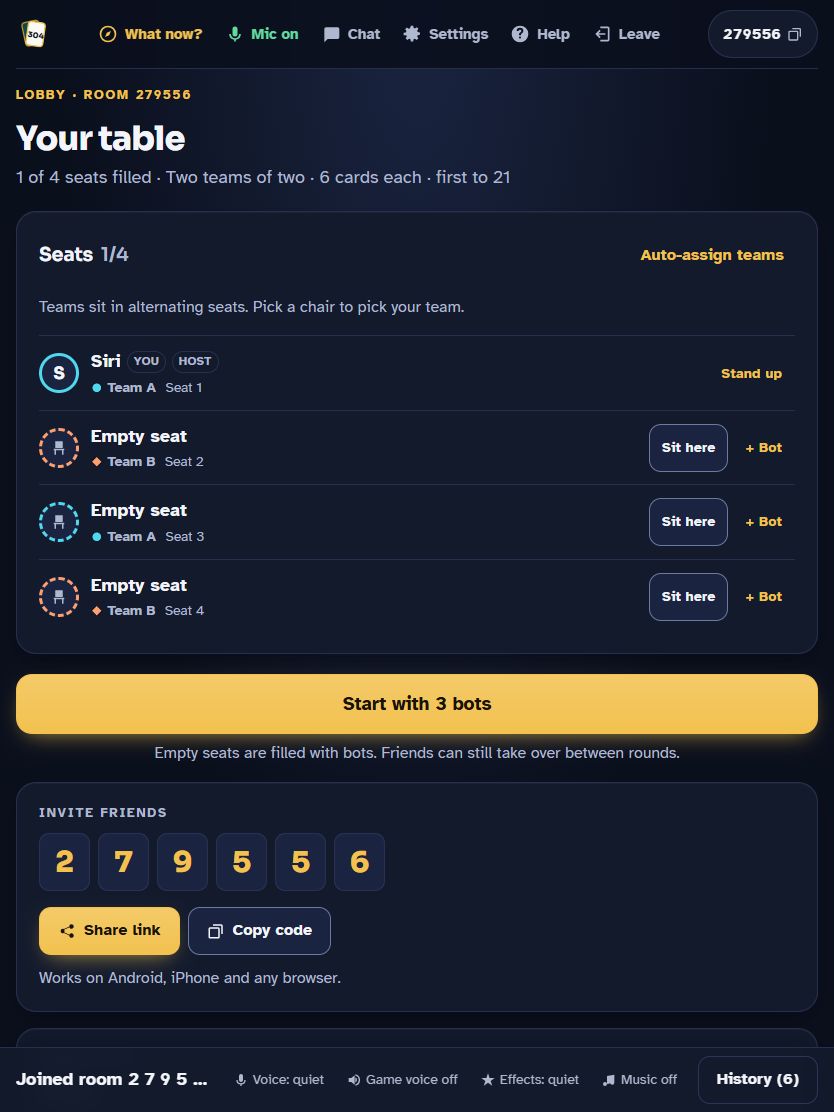 304
What now?
Mic on
Chat
Settings
Help
Leave
279556
LOBBY · ROOM 279556
Your table
1 of 4 seats filled · Two teams of two · 6 cards each · first to 21
Seats 1/4
Auto-assign teams
Teams sit in alternating seats. Pick a chair to pick your team.
S
Siri YOU HOST
Team A Seat 1
Stand up
Empty seat
Team B Seat 2
Sit here
+ Bot
Empty seat
Team A Seat 3
Sit here
+ Bot
Empty seat
Team B Seat 4
Sit here
+ Bot
Start with 3 bots
Empty seats are filled with bots. Friends can still take over between rounds.
INVITE FRIENDS
2 7 9 5 5 6
Share link
Copy code
Works on Android, iPhone and any browser.
Joined room 2 7 9 5 ...
Voice: quiet
Game voice off
Effects: quiet
Music off
History (6)